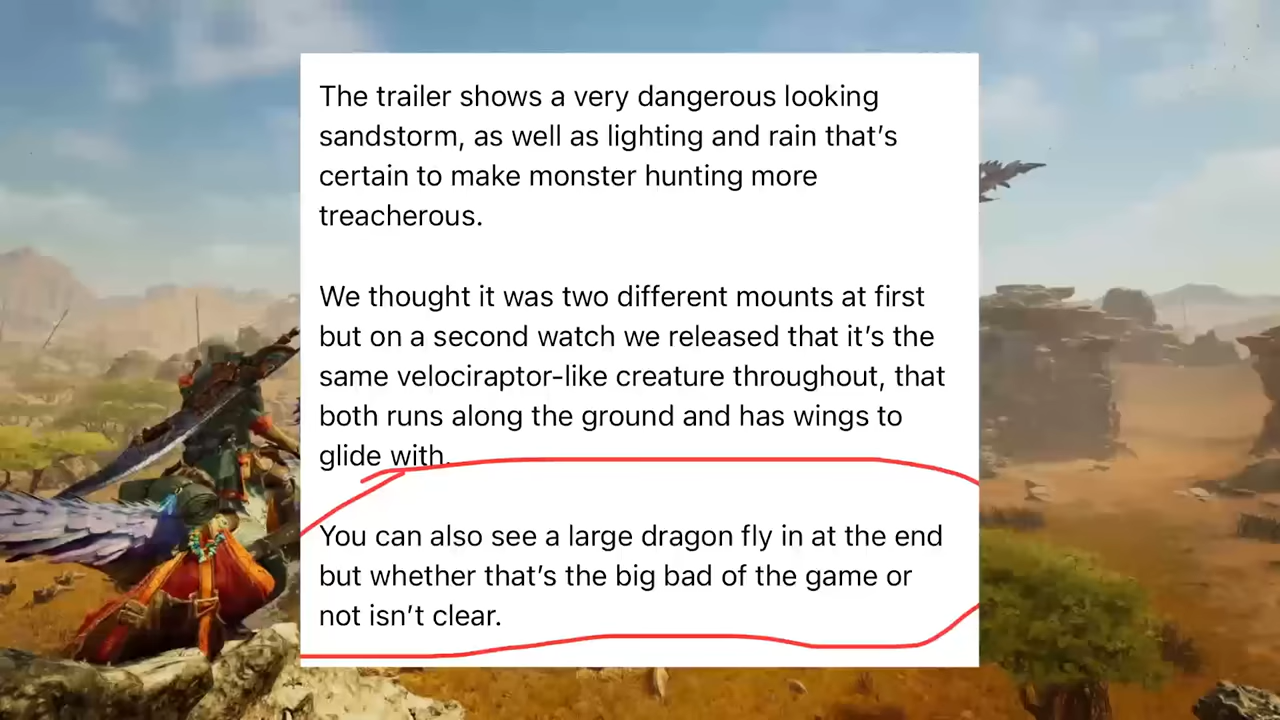 The trailer shows a very dangerous looking
sandstorm, as well as lighting and rain that’s
certain to make monster hunting more
treacherous.
We thought it was two different mounts at first
but on a second watch we released that it’s the
same velociraptor-like creature throughout, that
both runs along the ground and has wings to
glide with.
You can also see a large dragon fly in at the end
but whether that’s the big bad of the game or
not isn’t clear.